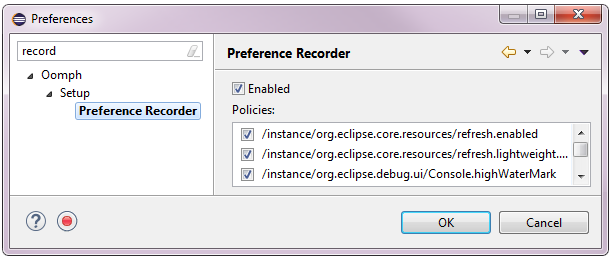 Preferences
record
Preference Recorder
Oomph
Setup
Preference Recorder
Enabled
Policies:
/instance/org.eclipse.core.resources/refresh.enabled
/instance/org.eclipse.core.resources/refresh.lightweight....
/instance/org.eclipse.debug.ui/Console.highWaterMark
?
OK
Cancel